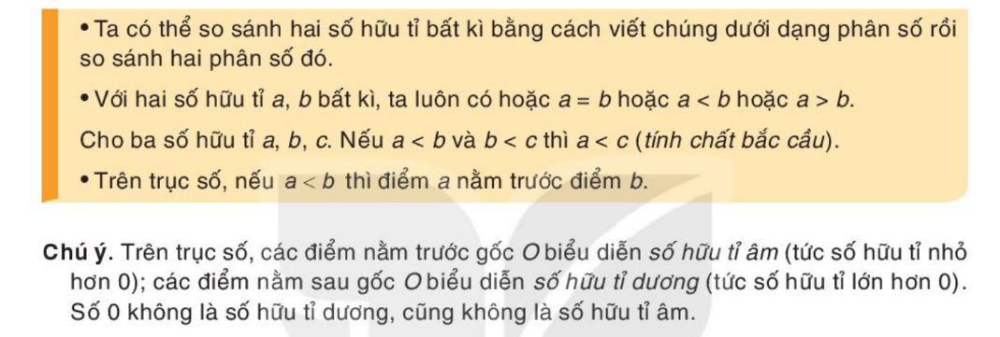 • Ta có thể so sánh hai số hữu tỉ bất kì bằng cách viết chúng dưới dạng phân số rồi
so sánh hai phân số đó.
• Với hai số hữu tỉ a, b bất kì, ta luôn có hoặc a = b hoặc a < b hoặc a > b.
Cho ba số hữu tỉ a, b, c. Nếu a < b và b < c thì a < c (tính chất bắc cầu).
• Trên trục số, nếu a < b thì điểm a nằm trước điểm b.
Chú ý. Trên trục số, các điểm nằm trước gốc O biểu diễn số hữu tỉ âm (tức số hữu tỉ nhỏ
hơn 0); các điểm nằm sau gốc O biểu diễn số hữu tỉ dương (tức số hữu tỉ lớn hơn 0).
Số 0 không là số hữu tỉ dương, cũng không là số hữu tỉ âm.